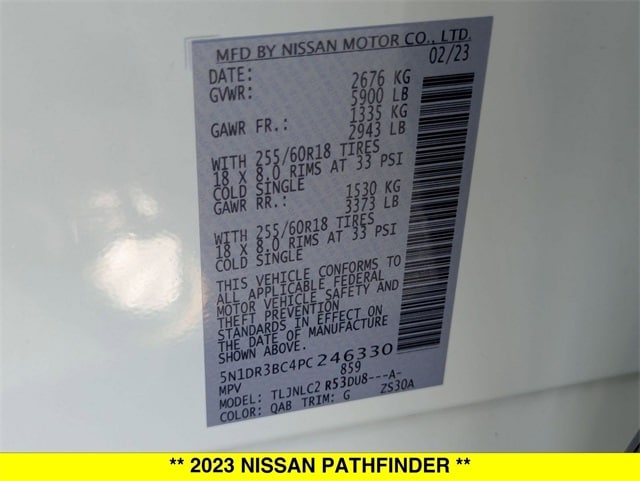 MFD BY NISSAN MOTOR CO., LTD.
DATE: 02/23
GVWR: 2676 KG
5900 LB
GAWR FR.: 1335 KG
2943 LB
WITH 255/60R18 TIRES
18 X 8.0 RIMS AT 33 PSI
COLD SINGLE
GAWR RR.: 1530 KG
3373 LB
WITH 255/60R18 TIRES
18 X 8.0 RIMS AT 33 PSI
COLD SINGLE
THIS VEHICLE CONFORMS TO
ALL APPLICABLE FEDERAL
MOTOR VEHICLE SAFETY AND
THEFT PREVENTION
STANDARDS IN EFFECT ON
THE DATE OF MANUFACTURE
SHOWN ABOVE.
5N1DR3BC4PC246330
MPV 859
MODEL: TLJNLC2 R53DU8---A-
COLOR: QAB TRIM: G ZS30A
** 2023 NISSAN PATHFINDER **